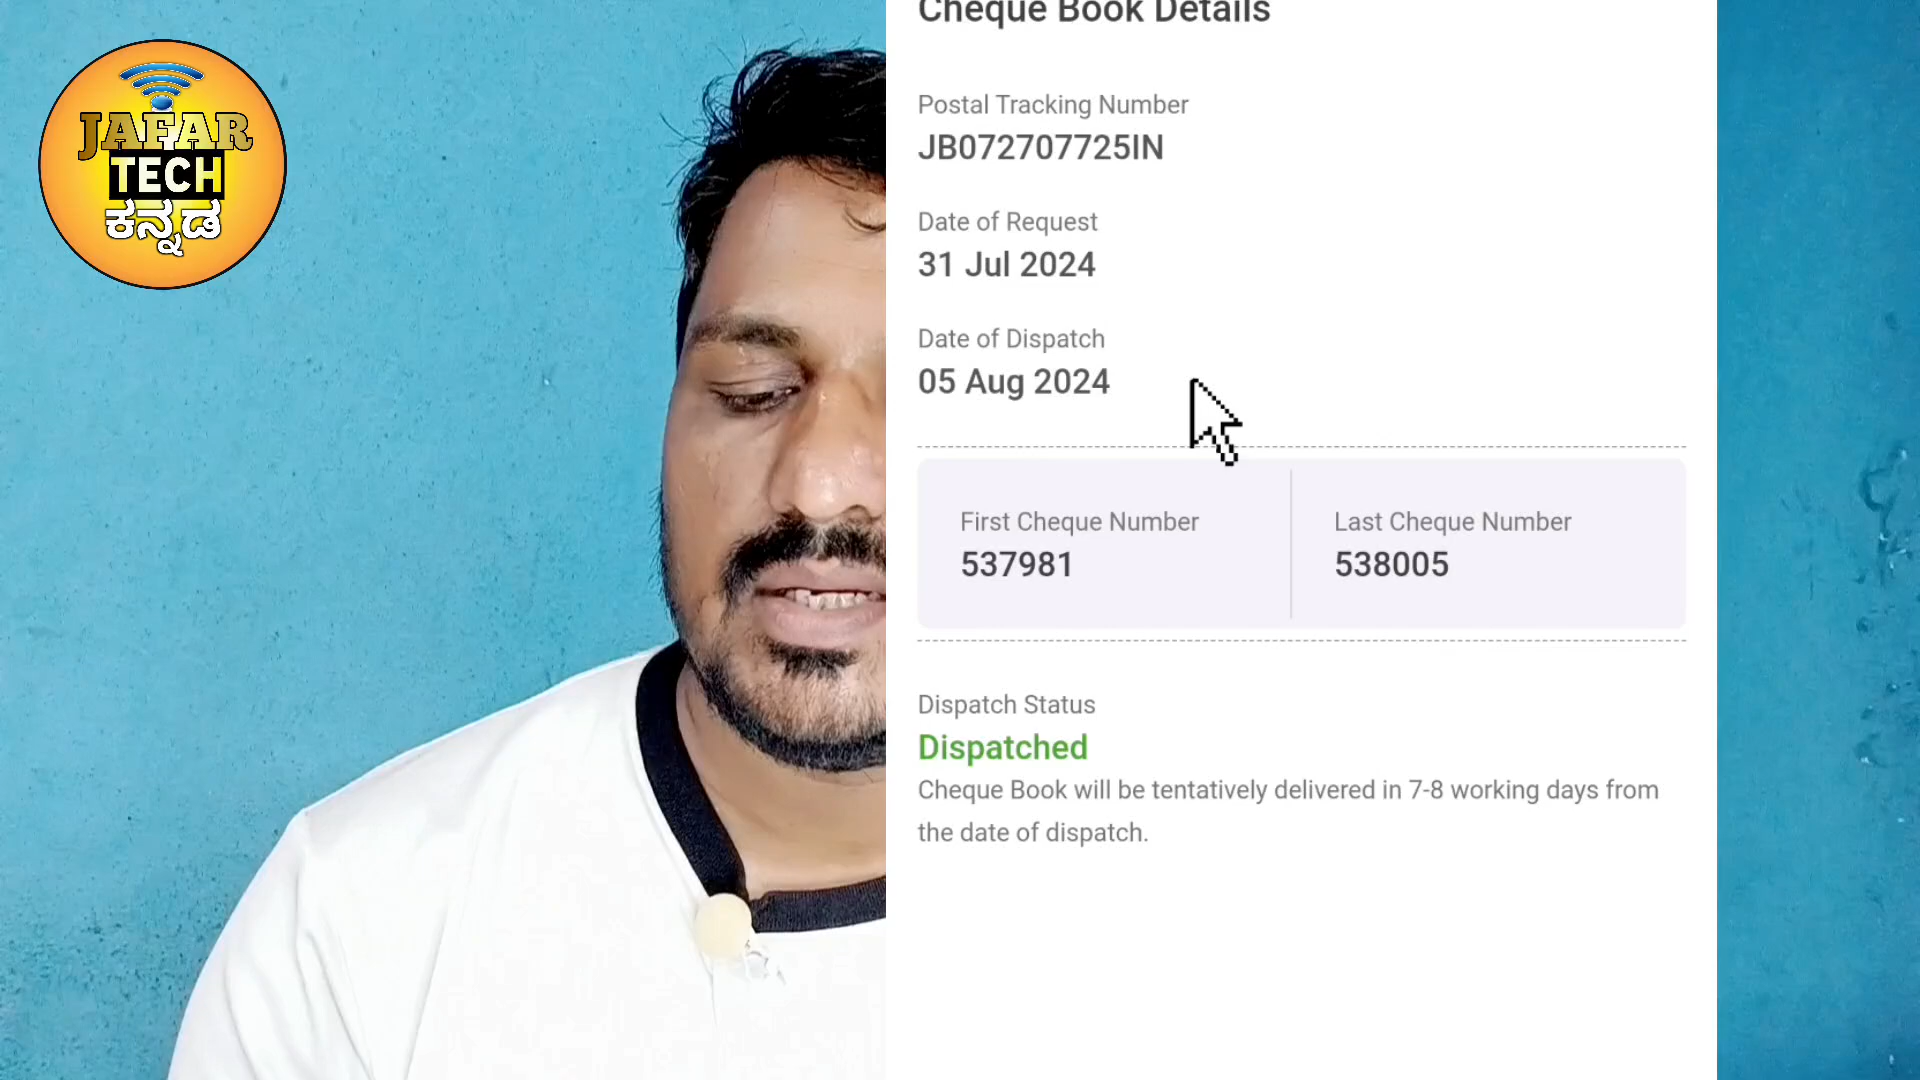 JAFAR
TECH
ಕನ್ನಡ
Cheque Book Details
Postal Tracking Number
JB072707725IN
Date of Request
31 Jul 2024
Date of Dispatch
05 Aug 2024
First Cheque Number
537981
Last Cheque Number
538005
Dispatch Status
Dispatched
Cheque Book will be tentatively delivered in 7-8 working days from
the date of dispatch.